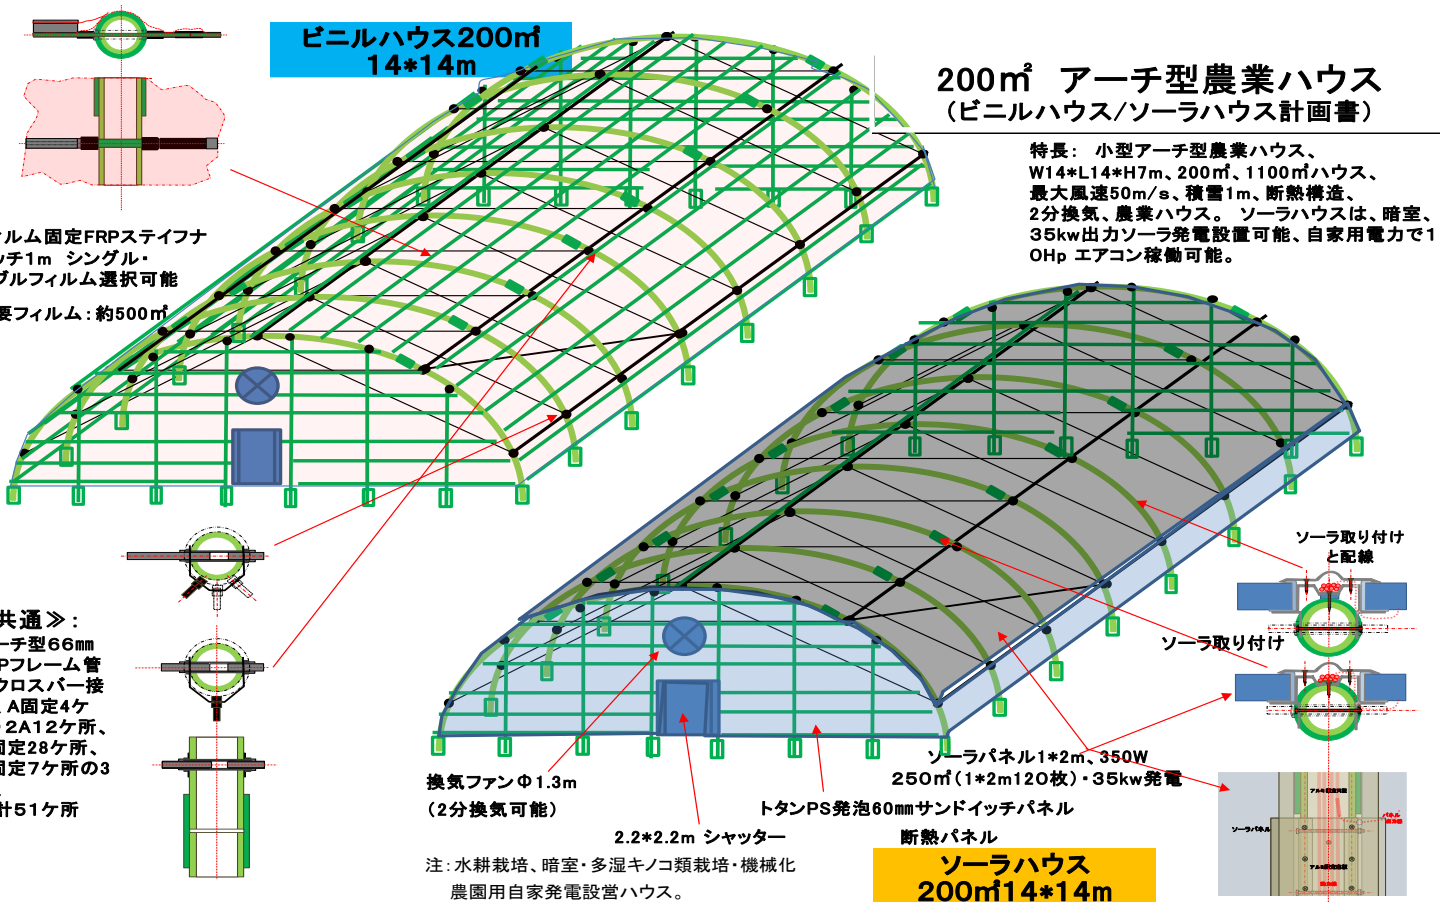 ビニルハウス200㎡
14*14m
200㎡ アーチ型農業ハウス
(ビニルハウス/ソーラハウス計画書)
特長: 小型アーチ型農業ハウス、
W14*L14*H7m、200㎡、1100㎡ハウス、
最大風速50m/s、積雪1m、断熱構造、
2分換気、農業ハウス。 ソーラハウスは、暗室、
35kw出力ソーラ発電設置可能、自家用電力で1
0Hp エアコン稼働可能。
ィルム固定FRPステイフナ
ッチ1m シングル・
ブルフィルム選択可能
要フィルム:約500㎡
共通≫:
ーチ型66㎜
Pフレーム管
クロスバー接
A固定4ケ
2A12ケ所、
固定28ケ所、
固定7ケ所の3
計51ケ所
ソーラ取り付け
と配線
ソーラ取り付け
ソーラパネル1*2m、350W
250㎡(1*2m120枚)・35kw発電
換気ファンΦ1.3m
(2分換気可能)
トタンPS発泡60㎜サンドイッチパネル
断熱パネル
2.2*2.2m シャッター
注:水耕栽培、暗室・多湿キノコ類栽培・機械化
農園用自家発電設営ハウス。
ソーラハウス
200㎡14*14m
ソーラパネル